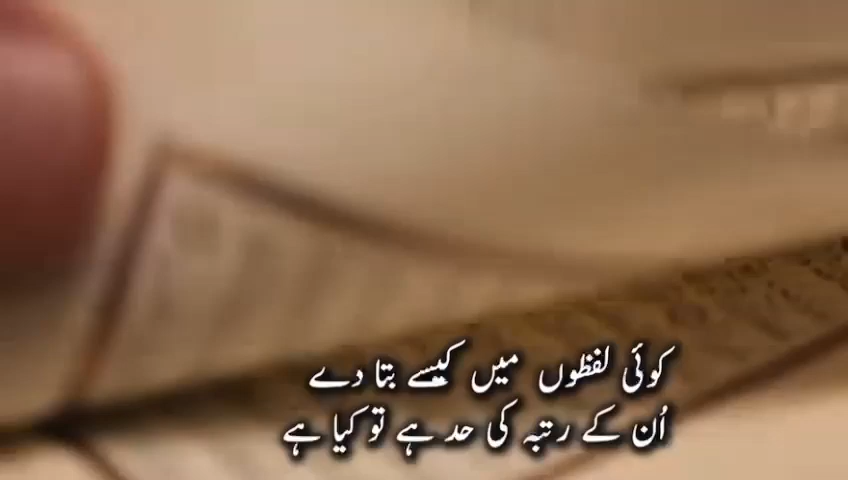 کوئی لفظوں میں کیسے بتا دے
اُن کے رتبہ کی حد ہے تو کیا ہے